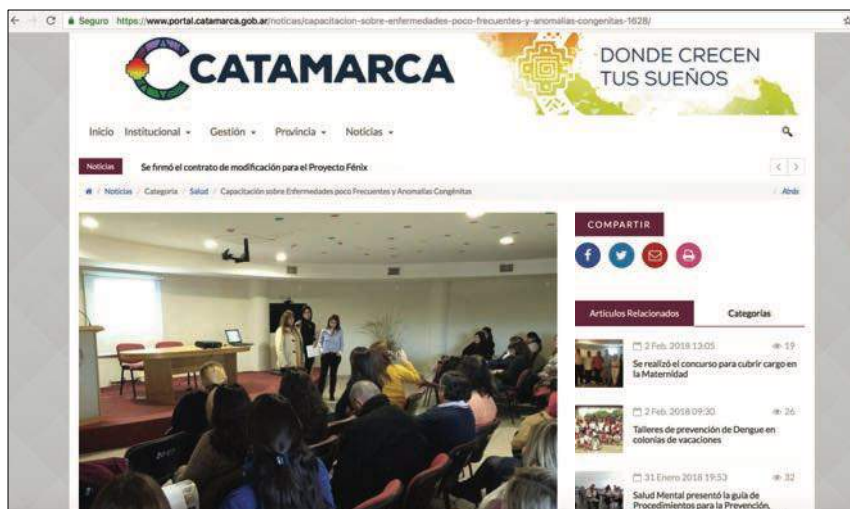 Seguro https://www.portal.catamarca.gob.ar/noticias/capacitacion-sobre-enfermedades-poco-frecuentes-y-anomalias-congenitas-1628/
CATAMARCA
DONDE CRECEN
TUS SUEÑOS
Inicio Institucional Gestión Provincia Noticias
Noticias Se firmó el contrato de modificación para el Proyecto Fénix
/ Noticias / Categoria / Salud / Capacitación sobre Enfermedades poco Frecuentes y Anomalías Congénitas / Atrás
COMPARTIR
Artículos Relacionados Categorías
2 Feb. 2018 13:05 19
Se realizó el concurso para cubrir cargo en
la Maternidad
2 Feb. 2018 09:30 26
Talleres de prevención de Dengue en
colonias de vacaciones
31 Enero 2018 19:53 32
Salud Mental presentó la guía de
Procedimientos para la Prevención,